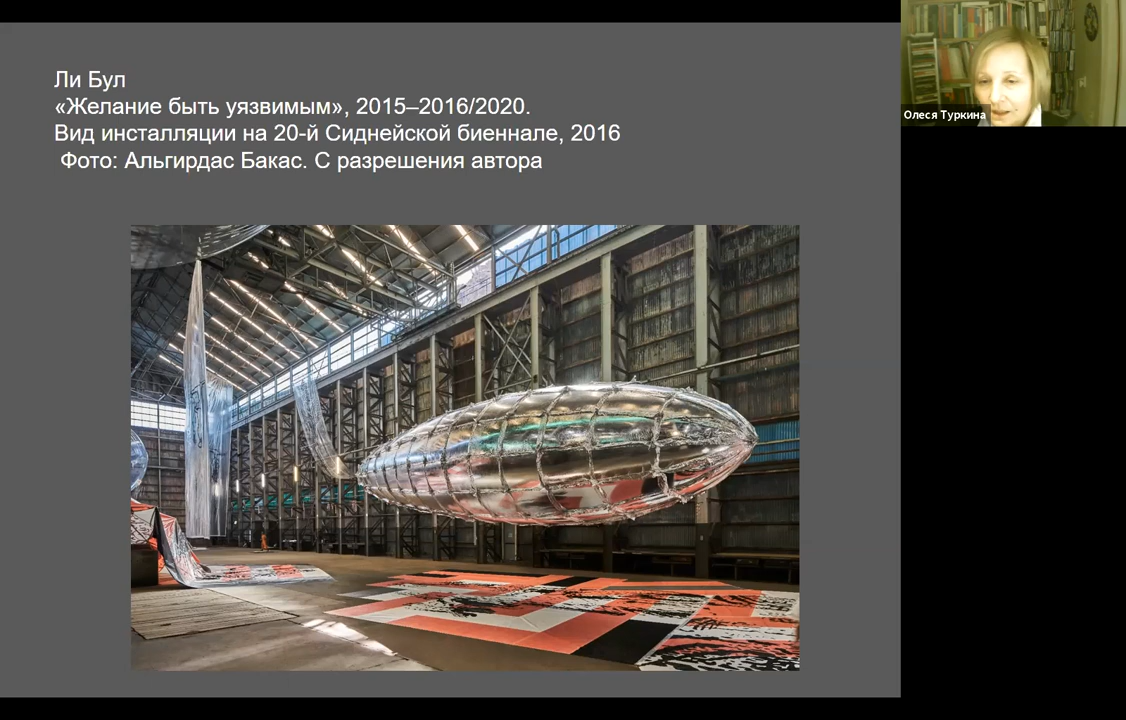 Ли Бул
«Желание быть уязвимым», 2015–2016/2020.
Вид инсталляции на 20-й Сиднейской биеннале, 2016
Фото: Альгирдас Бакас. С разрешения автора
Олеся Туркина